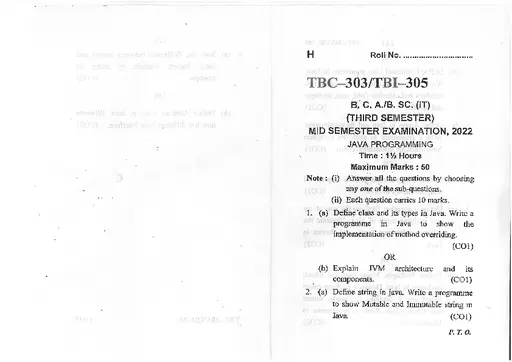 H Roll No. ..............................
TBC–303/TBI–305
B. C. A./B. SC. (IT)
(THIRD SEMESTER)
MID SEMESTER EXAMINATION, 2022
JAVA PROGRAMMING
Time : 1½ Hours
Maximum Marks : 50
Note : (i) Answer all the questions by choosing
any one of the sub-questions.
(ii) Each question carries 10 marks.
1. (a) Define class and its types in Java. Write a
programme in Java to show the
implementation of method overriding.
(CO1)
OR
(b) Explain JVM architecture and its
components. (CO1)
2. (a) Define string in java. Write a programme
to show Mutable and Immutable string in
Java. (CO1)
P. T. O.